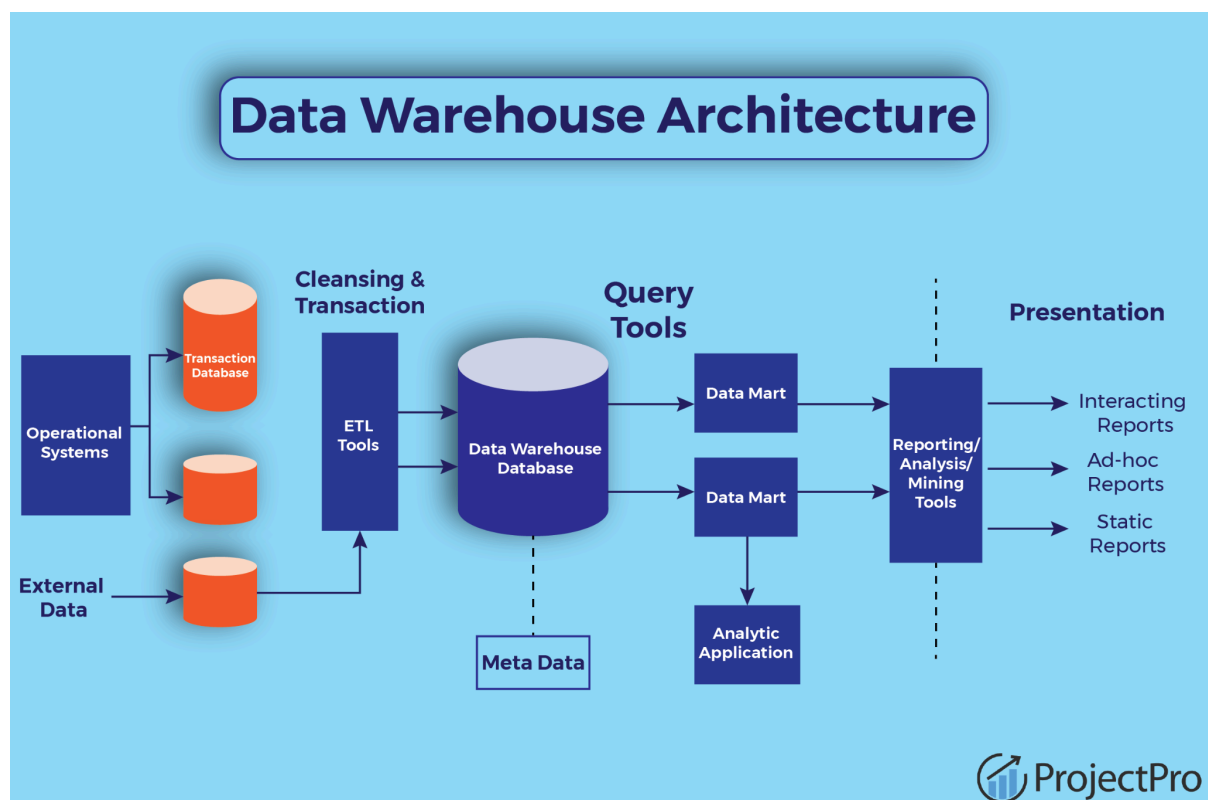 Data Warehouse Architecture
Cleansing &
Transaction
Query
Tools
Presentation
Transaction
Database
Operational
Systems
ETL
Tools
Data Warehouse
Database
Data Mart
Data Mart
Reporting/
Analysis/
Mining
Tools
Interacting
Reports
Ad-hoc
Reports
Static
Reports
External
Data
Meta Data
Analytic
Application
ProjectPro